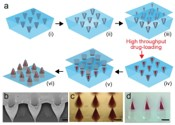 a
(i)
(ii)
(iii)
High throughput
drug-loading
(vi)
(v)
(iv)
b
c
d